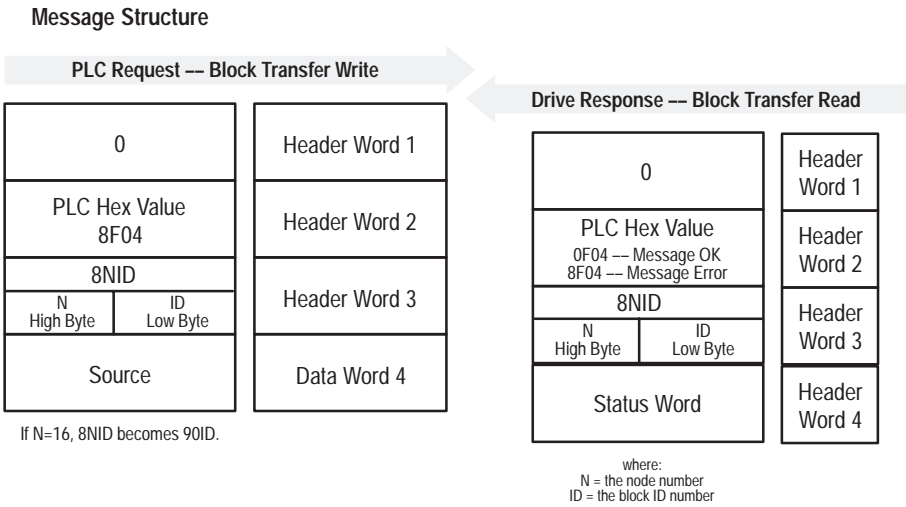 Message Structure
PLC Request –– Block Transfer Write
0
Header Word 1
PLC Hex Value
8F04
Header Word 2
8NID
N
High Byte
ID
Low Byte
Header Word 3
Source
Data Word 4
If N=16, 8NID becomes 90ID.
Drive Response –– Block Transfer Read
0
Header
Word 1
PLC Hex Value
0F04 –– Message OK
8F04 –– Message Error
Header
Word 2
8NID
N
High Byte
ID
Low Byte
Header
Word 3
Status Word
Header
Word 4
where:
N = the node number
ID = the block ID number